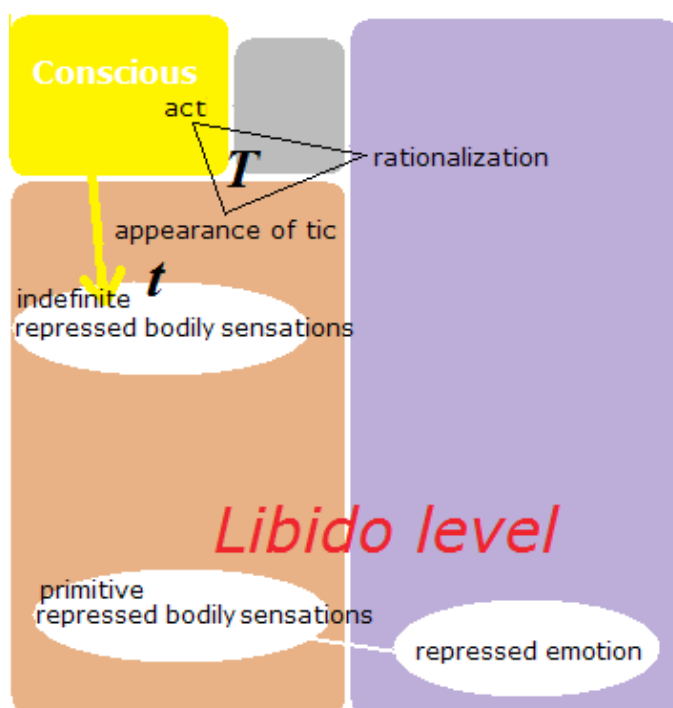 Conscious
act
T
rationalization
appearance of tic
t
indefinite
repressed bodily sensations
Libido level
primitive
repressed bodily sensations
repressed emotion